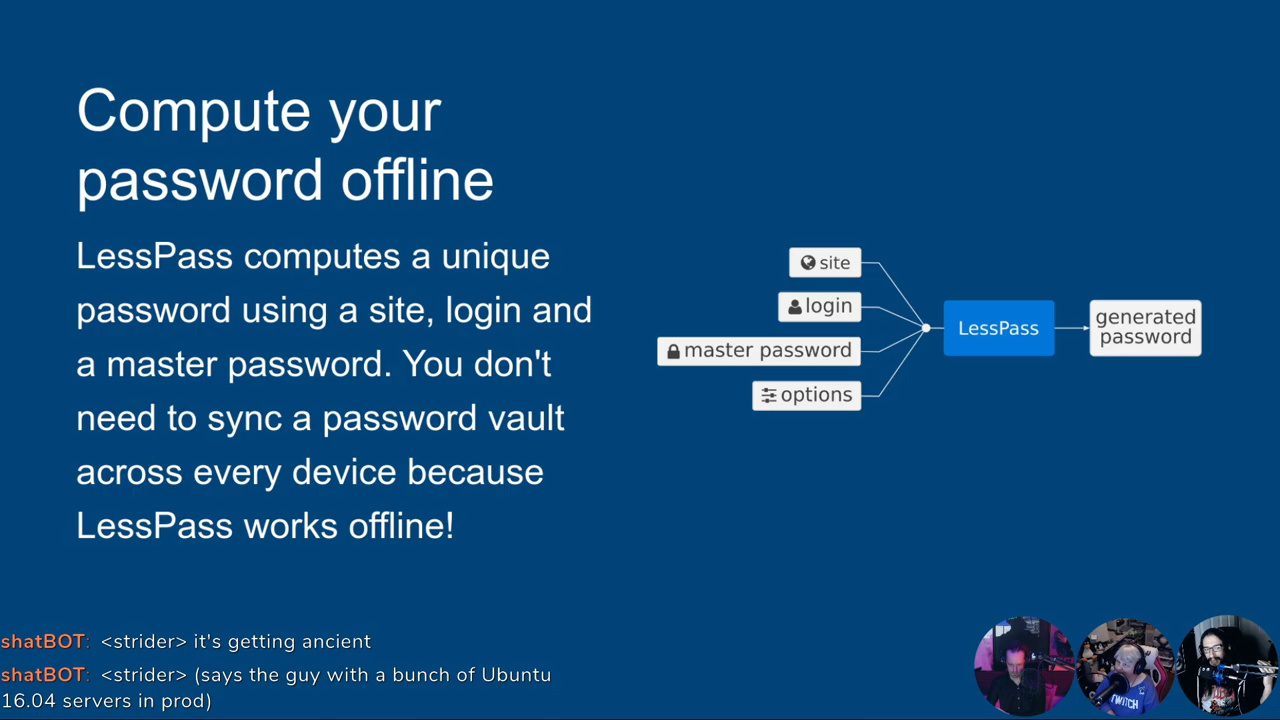 Compute your
password offline
LessPass computes a unique
password using a site, login and
a master password. You don't
need to sync a password vault
across every device because
LessPass works offline!
site
login
master password
options
LessPass
generated
password
shatBOT: <strider> it's getting ancient
shatBOT: <strider> (says the guy with a bunch of Ubuntu
16.04 servers in prod)
TWITCH